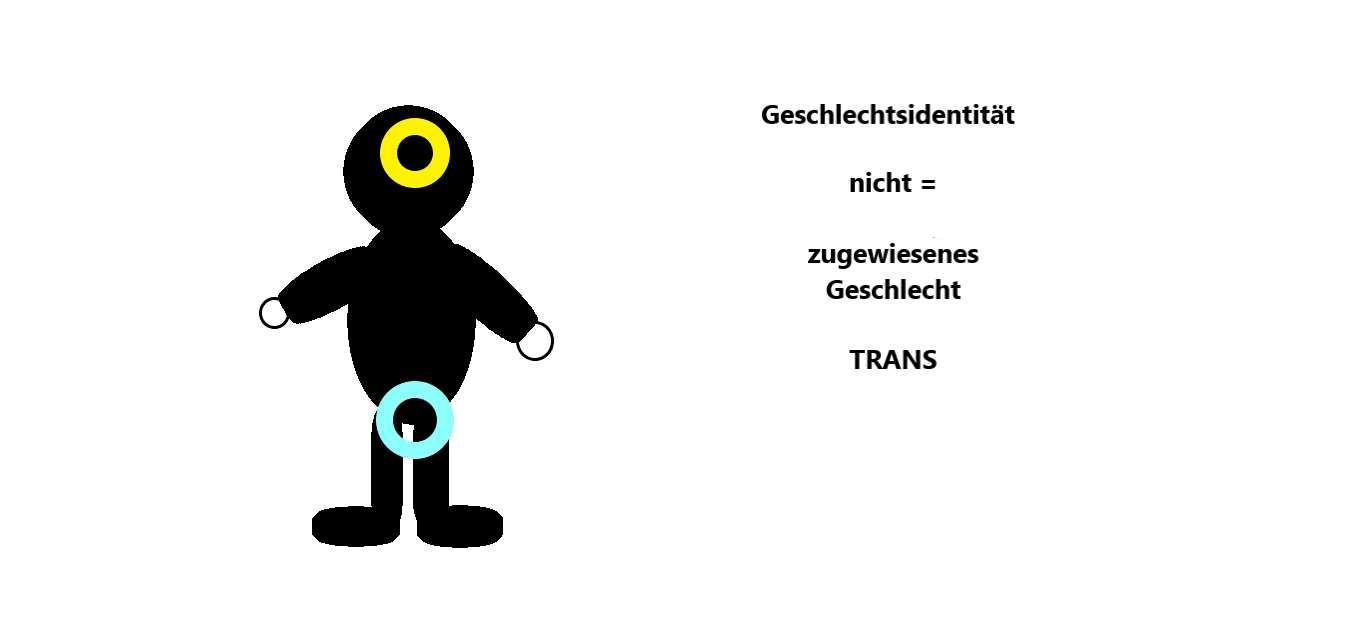 Geschlechtsidentität
nicht =
zugewiesenes
Geschlecht
TRANS